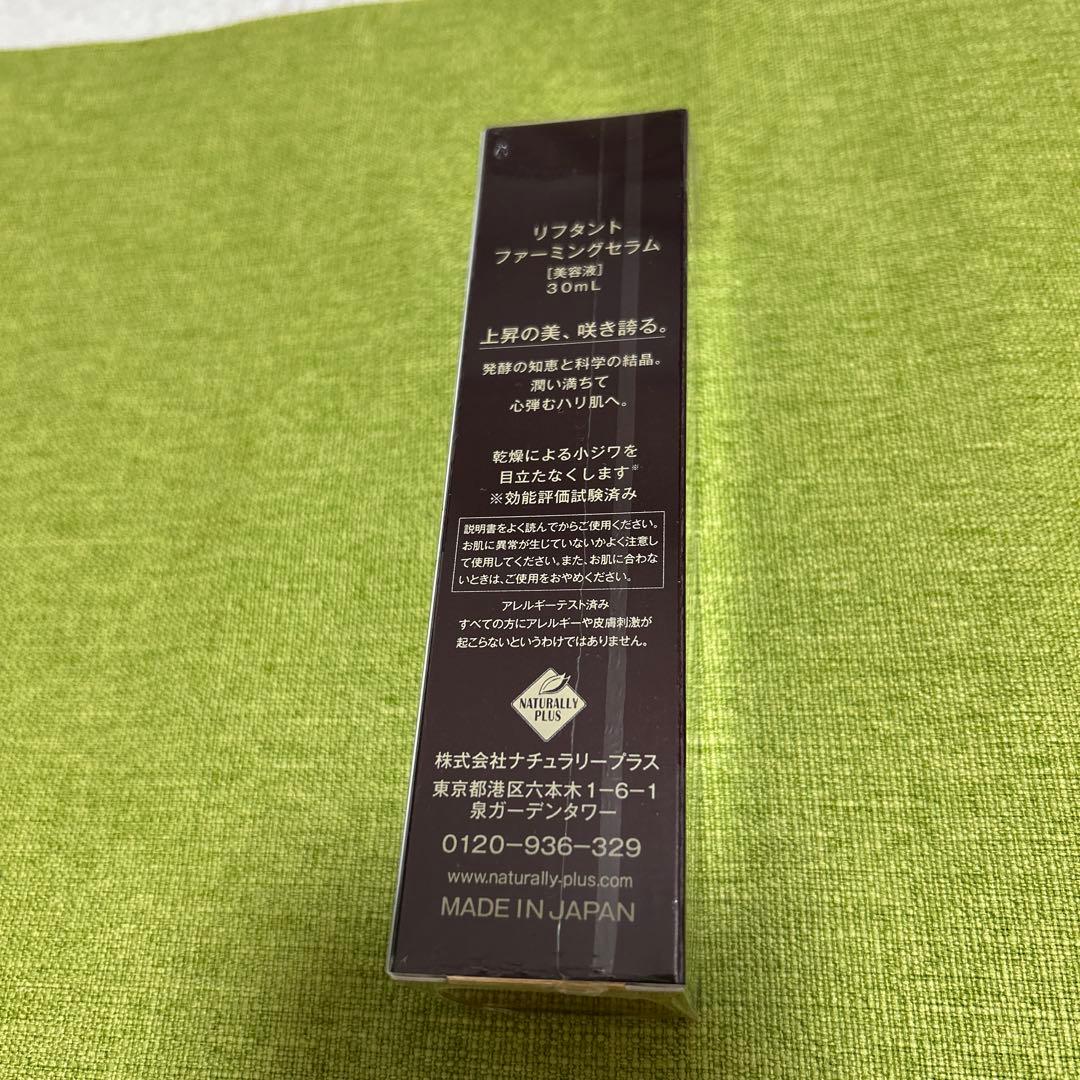 リフタント
ファーミングセラム
[美容液]
30mL
上昇の美、咲き誇る。
発酵の知恵と科学の結晶。
潤い満ちて
心弾むハリ肌へ。
乾燥による小ジワを
目立たなくします※
※効能評価試験済み
説明書をよく読んでからご使用ください。
お肌に異常が生じていないかよく注意し
て使用してください。また、お肌に合わな
いときは、ご使用をおやめください。
アレルギーテスト済み
すべての方にアレルギーや皮膚刺激が
起こらないというわけではありません。
NATURALLY
PLUS
株式会社ナチュラリープラス
東京都港区六本木1-6-1
泉ガーデンタワー
0120-936-329
www.naturally-plus.com
MADE IN JAPAN